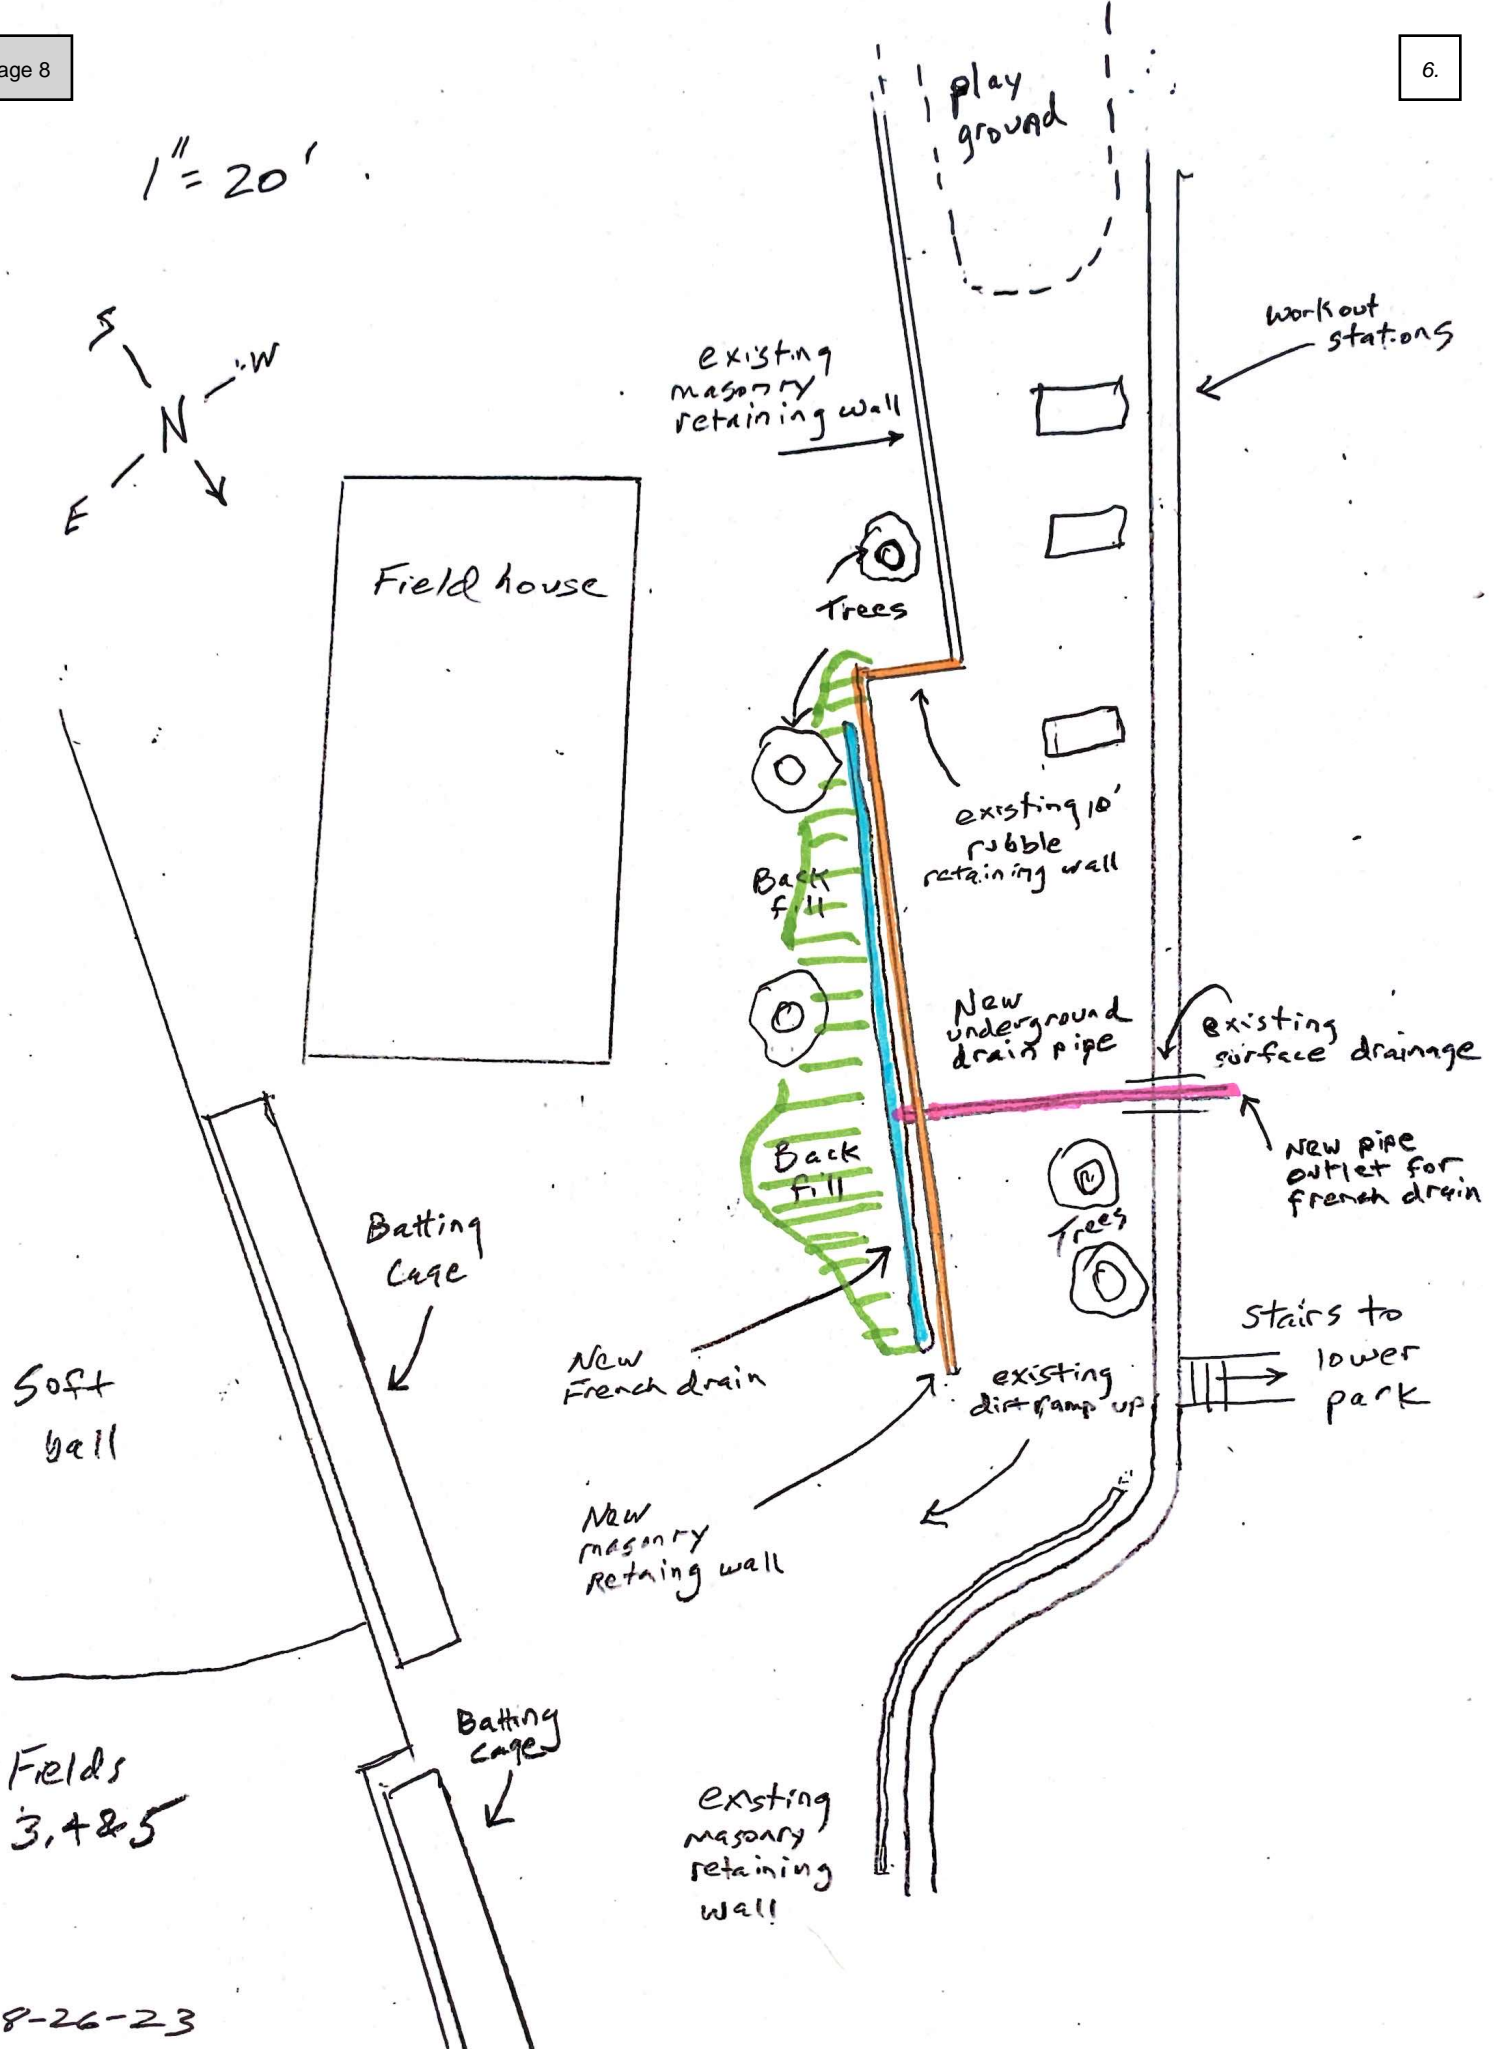 age 8
6.
1" = 20'
play
ground
S
W
N
E
workout
stations
existing
masonry
retaining wall
Field house
Trees
existing 10'
rubble
retaining wall
Back
fill
New
underground
drain pipe
existing
surface drainage
New pipe
outlet for
french drain
Back
fill
Trees
Batting
Cage
Stairs to
lower
park
New
French drain
existing
dirt ramp up
Soft
ball
New
masonry
Retaing wall
Batting
cage
Fields
3, 4 & 5
existing
masonry
retaining
wall
8-26-23